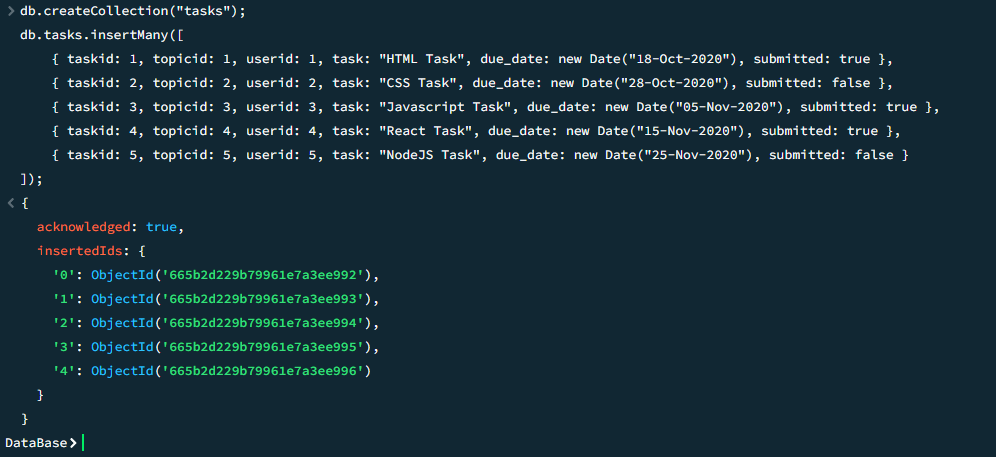 > db.createCollection("tasks");
db.tasks.insertMany([
    { taskid: 1, topicid: 1, userid: 1, task: "HTML Task", due_date: new Date("18-Oct-2020"), submitted: true },
    { taskid: 2, topicid: 2, userid: 2, task: "CSS Task", due_date: new Date("28-Oct-2020"), submitted: false },
    { taskid: 3, topicid: 3, userid: 3, task: "Javascript Task", due_date: new Date("05-Nov-2020"), submitted: true },
    { taskid: 4, topicid: 4, userid: 4, task: "React Task", due_date: new Date("15-Nov-2020"), submitted: true },
    { taskid: 5, topicid: 5, userid: 5, task: "NodeJS Task", due_date: new Date("25-Nov-2020"), submitted: false }
]);
< {
  acknowledged: true,
  insertedIds: {
    '0': ObjectId('665b2d229b79961e7a3ee992'),
    '1': ObjectId('665b2d229b79961e7a3ee993'),
    '2': ObjectId('665b2d229b79961e7a3ee994'),
    '3': ObjectId('665b2d229b79961e7a3ee995'),
    '4': ObjectId('665b2d229b79961e7a3ee996')
  }
}
DataBase>